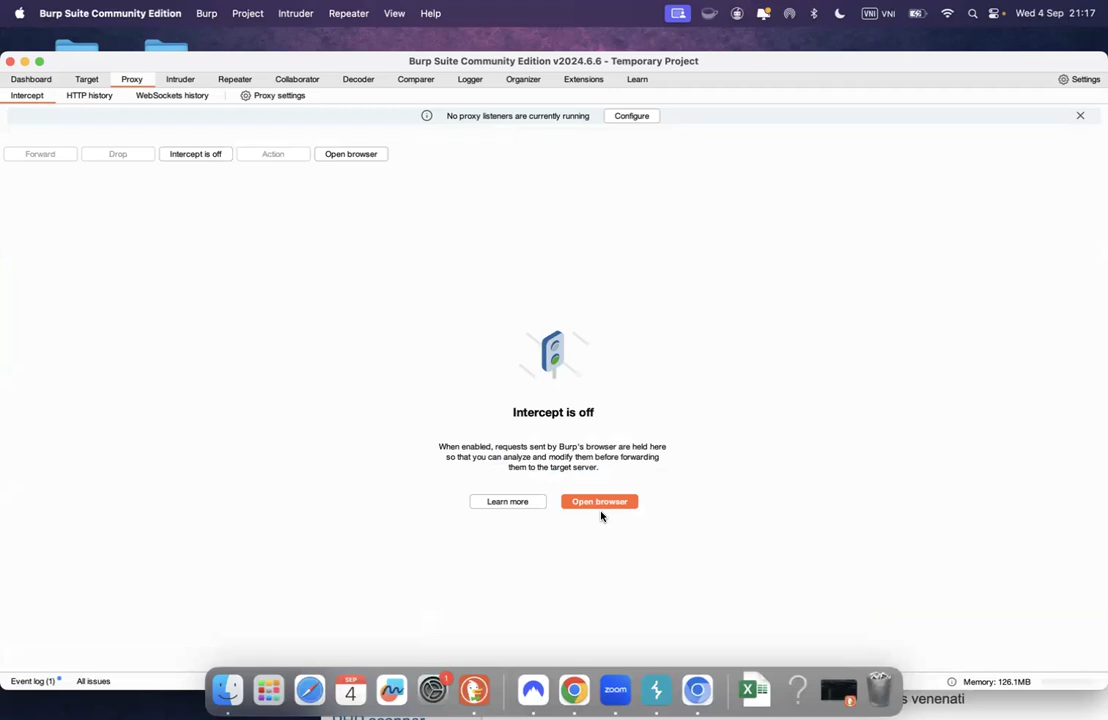 Burp Suite Community Edition Burp Project Intruder Repeater View Help VNI VNI Wed 4 Sep 21:17
Burp Suite Community Edition v2024.6.6 - Temporary Project
Dashboard Target Proxy Intruder Repeater Collaborator Decoder Comparer Logger Organizer Extensions Learn Settings
Intercept HTTP history WebSockets history Proxy settings
No proxy listeners are currently running Configure
Forward Drop Intercept is off Action Open browser
Intercept is off
When enabled, requests sent by Burp's browser are held here
so that you can analyze and modify them before forwarding
them to the target server.
Learn more Open browser
Event log (1) All issues Memory: 126.1MB
SEP
4
1
zoom
X
?
s venenati
scanner